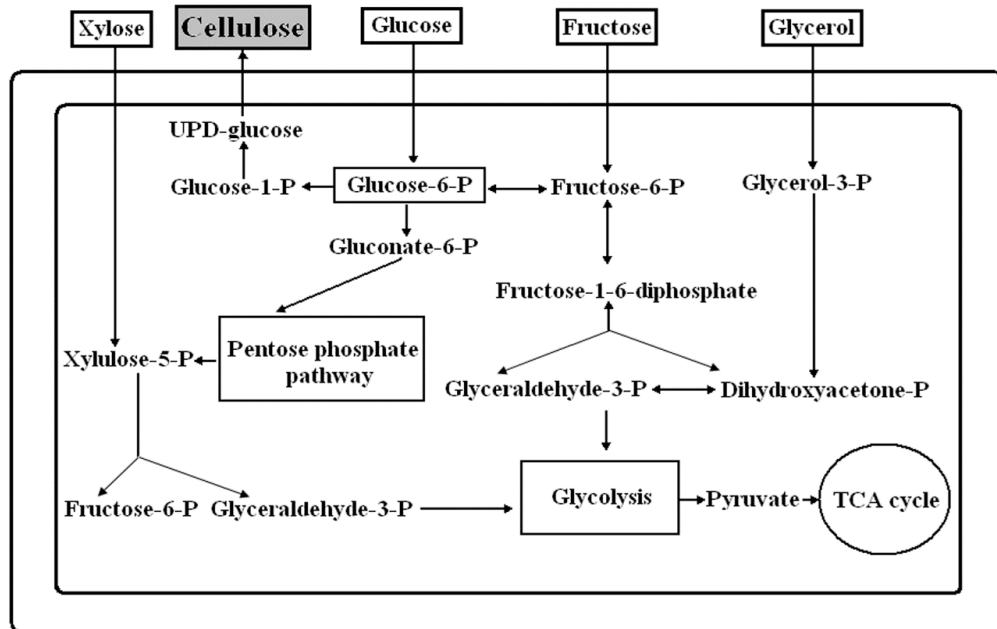 Xylose
Cellulose
Glucose
Fructose
Glycerol
UPD-glucose
Glucose-1-P
Glucose-6-P
Fructose-6-P
Glycerol-3-P
Gluconate-6-P
Fructose-1-6-diphosphate
Xylulose-5-P
Pentose phosphate
pathway
Glyceraldehyde-3-P
Dihydroxyacetone-P
Fructose-6-P
Glyceraldehyde-3-P
Glycolysis
Pyruvate
TCA cycle